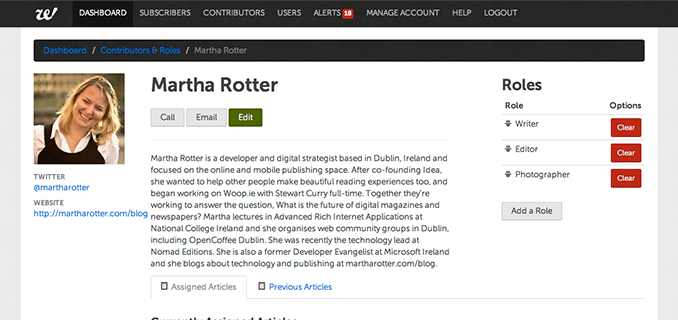 w! DASHBOARD SUBSCRIBERS CONTRIBUTORS USERS ALERTS 18 MANAGE ACCOUNT HELP LOGOUT
Dashboard / Contributors & Roles / Martha Rotter
Martha Rotter
Call Email Edit
Martha Rotter is a developer and digital strategist based in Dublin, Ireland and
focused on the online and mobile publishing space. After co-founding Idea,
she wanted to help other people make beautiful reading experiences too, and
began working on Woop.ie with Stewart Curry full-time. Together they're
working to answer the question, What is the future of digital magazines and
newspapers? Martha lectures in Advanced Rich Internet Applications at
National College Ireland and she organises web community groups in Dublin,
including OpenCoffee Dublin. She was recently the technology lead at
Nomad Editions. She is also a former Developer Evangelist at Microsoft Ireland
and she blogs about technology and publishing at martharotter.com/blog.
TWITTER
@martharotter
WEBSITE
http://martharotter.com/blog
Assigned Articles Previous Articles
Currently Assigned Articles
Roles
Role Options
Writer Clear
Editor Clear
Photographer Clear
Add a Role